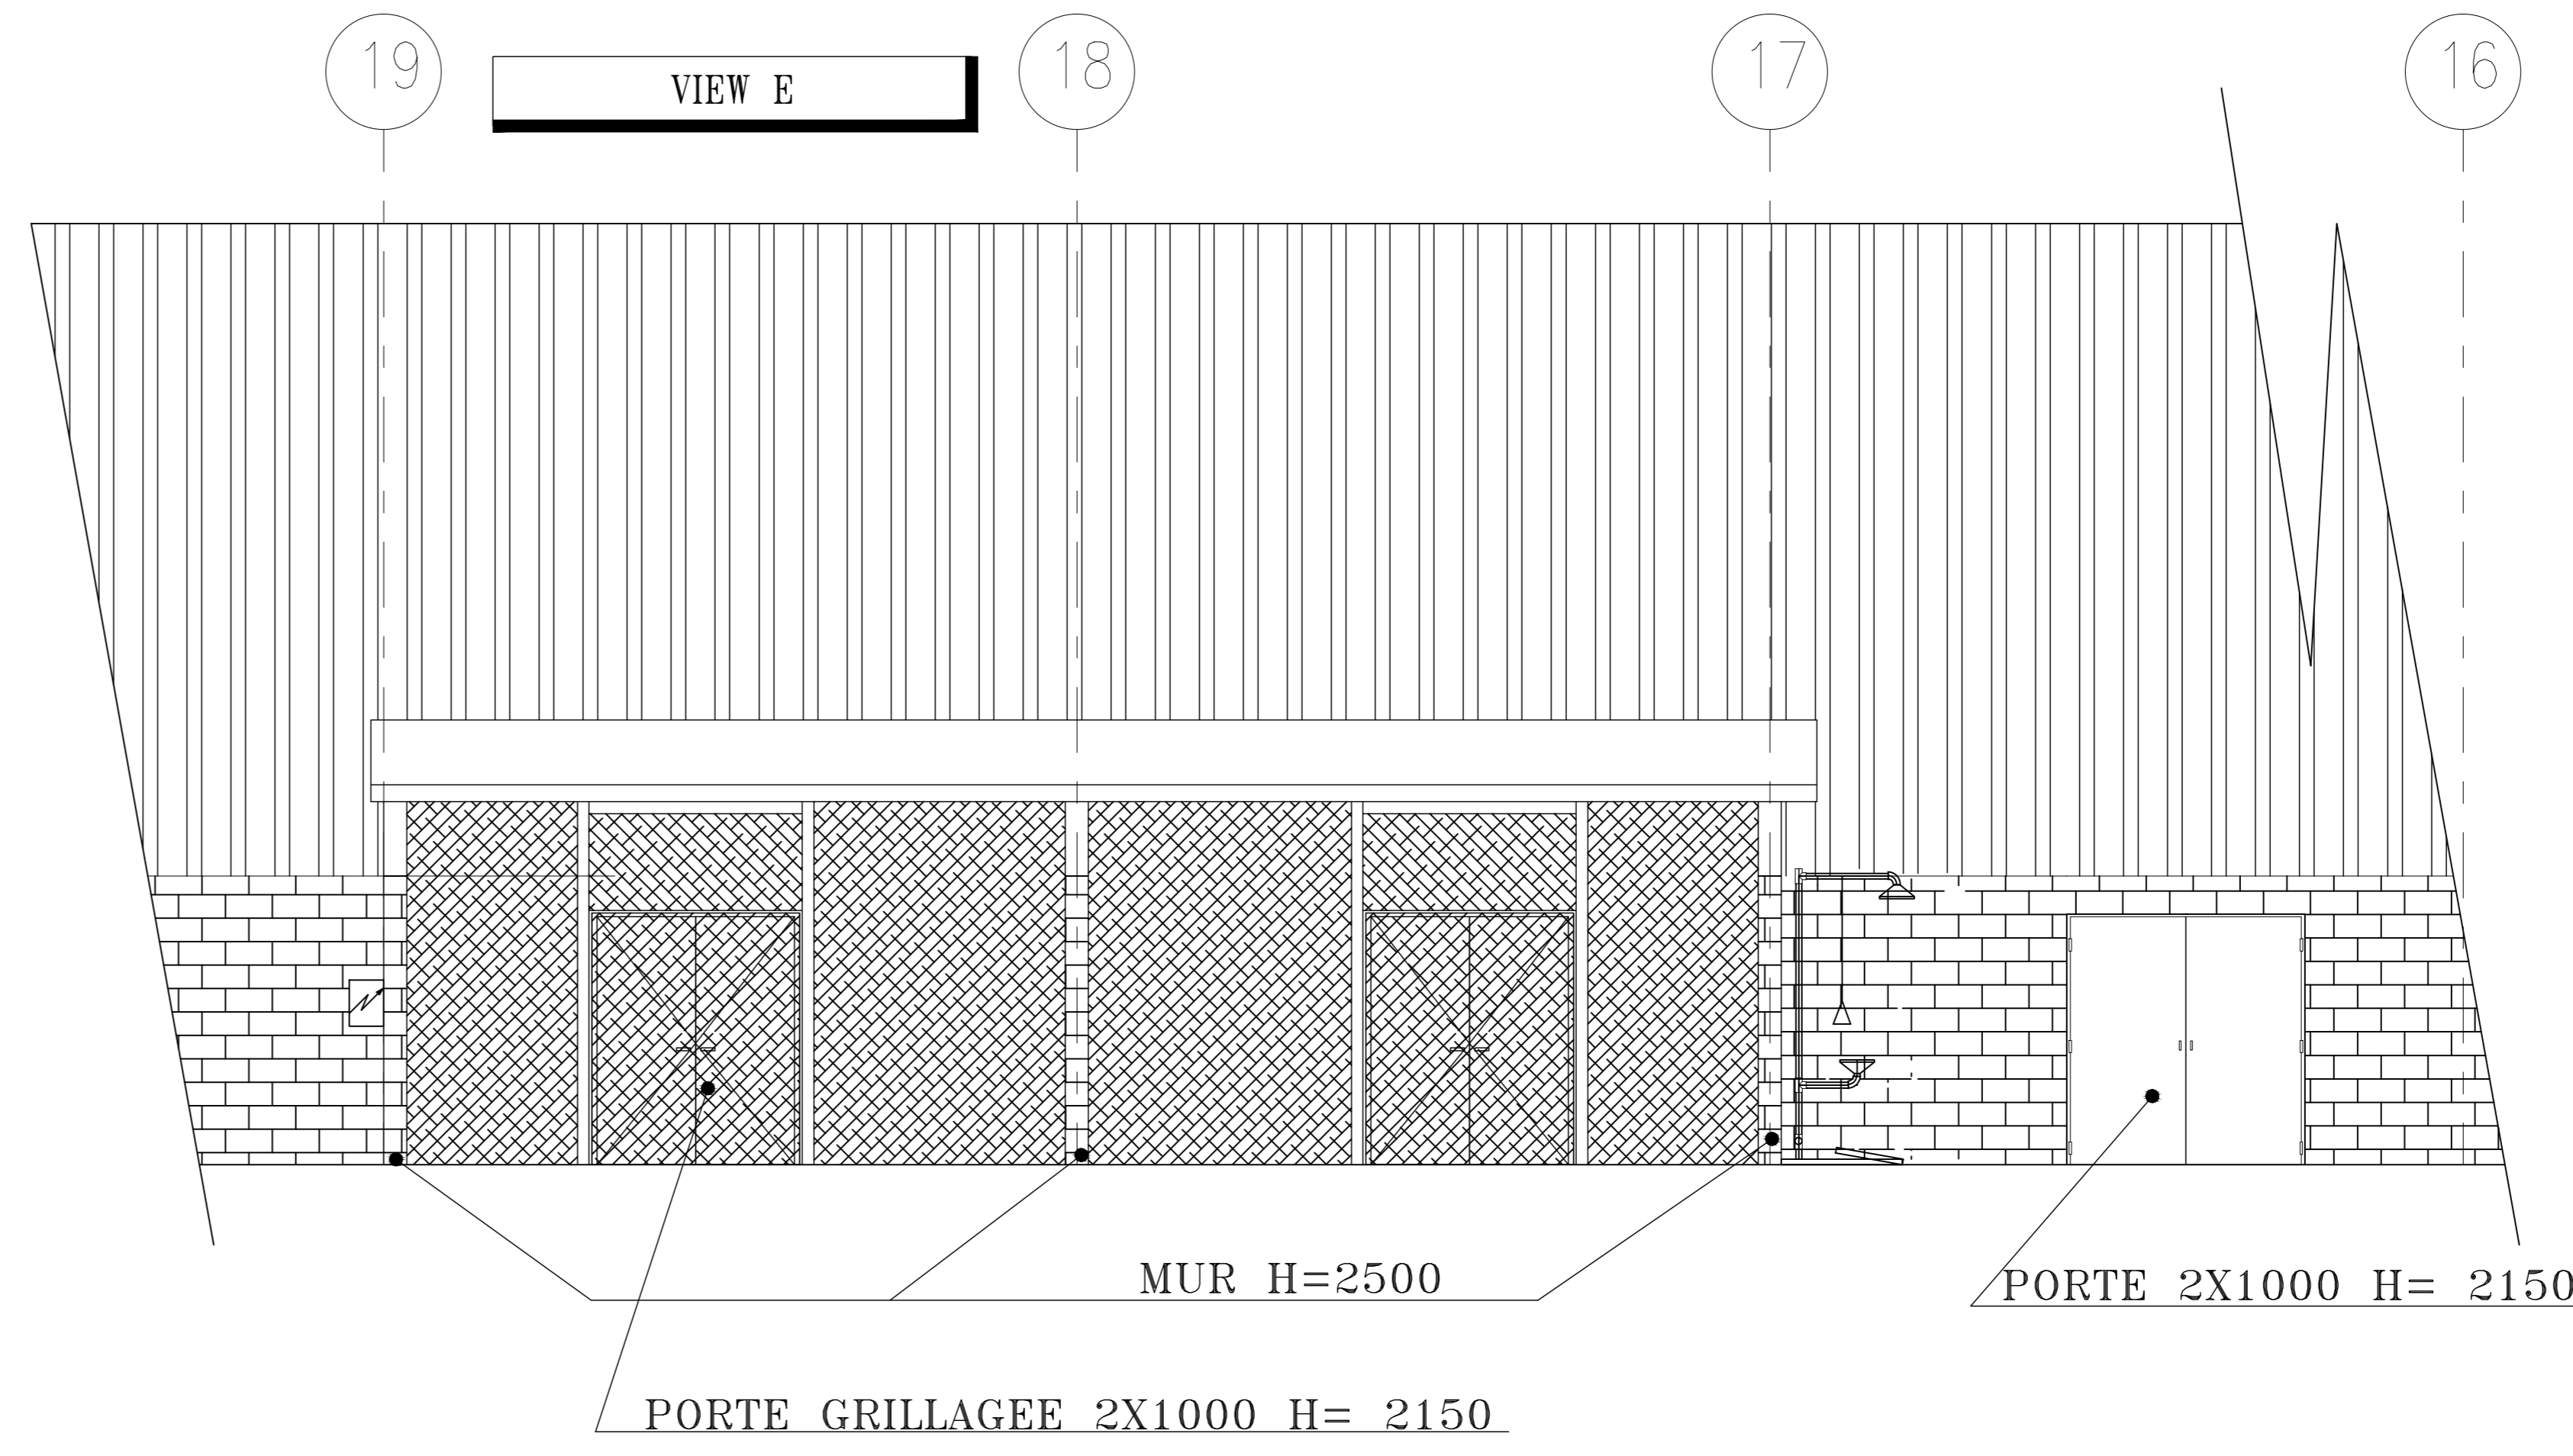 19
VIEW E
18
17
16
MUR H=2500
PORTE 2X1000 H= 2150
PORTE GRILLAGEE 2X1000 H= 2150